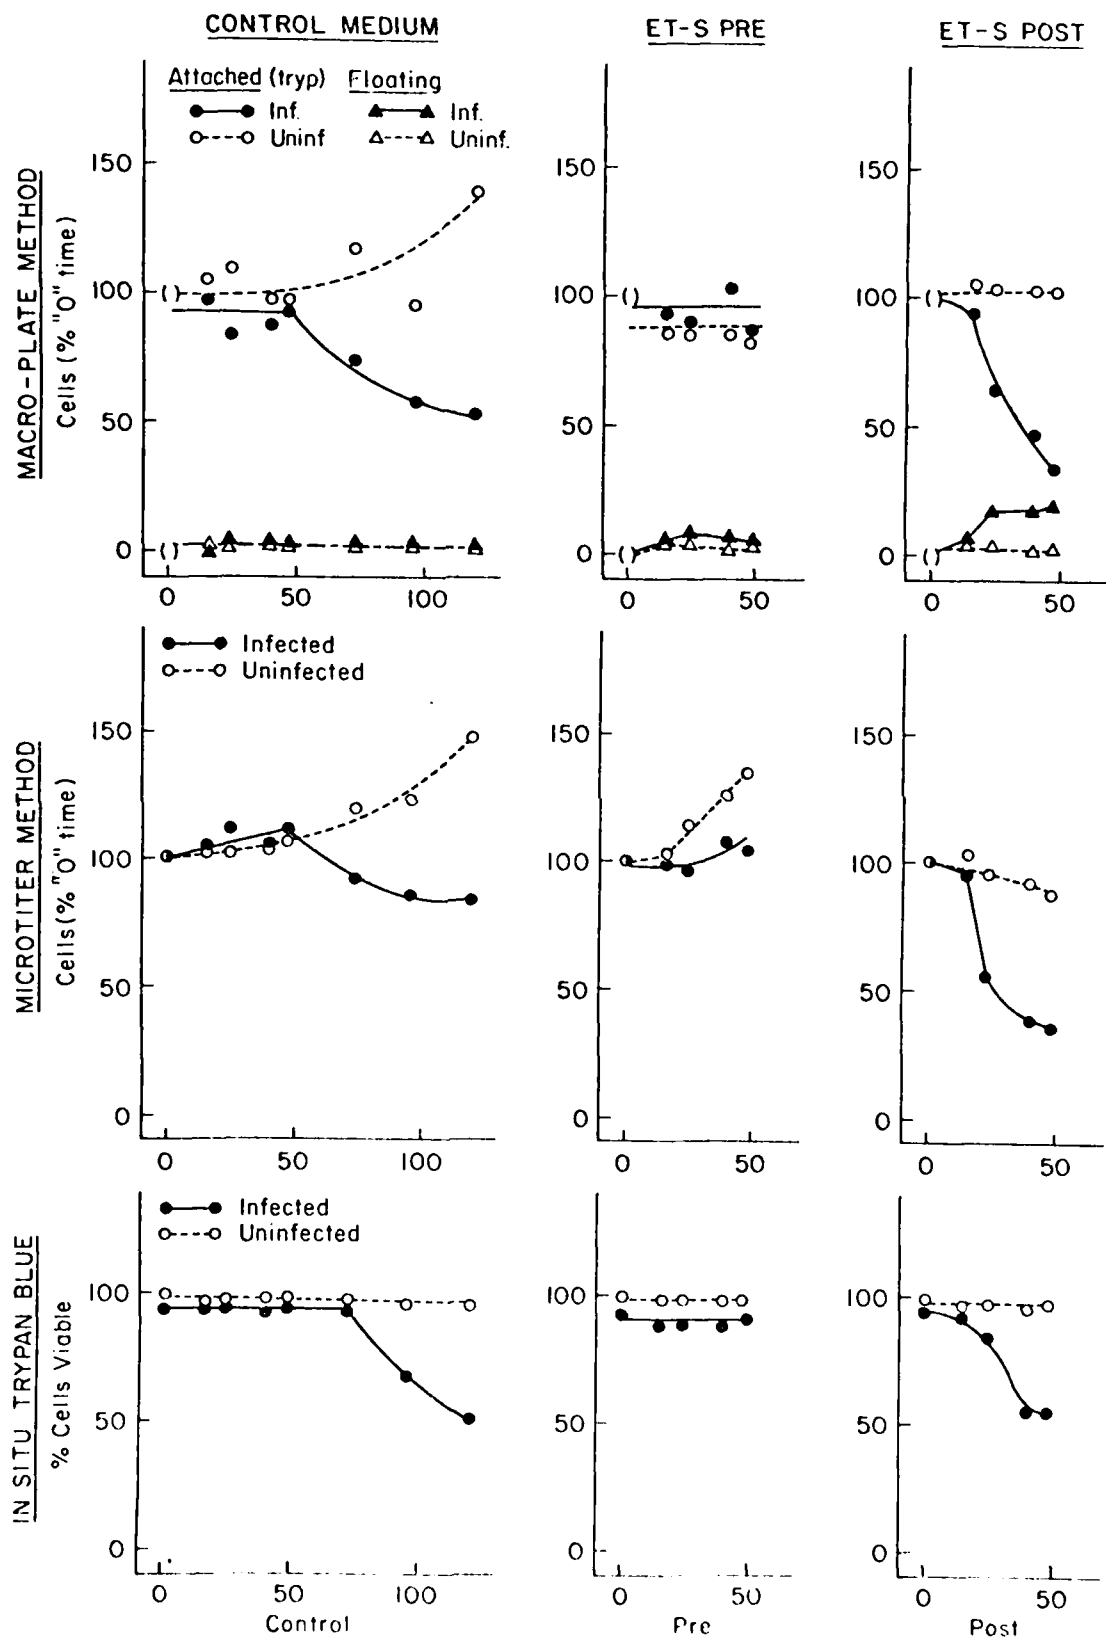 CONTROL MEDIUM
ET-S PRE
ET-S POST
Attached (tryp) Floating
Inf. Inf.
Uninf Uninf.
MACRO-PLATE METHOD
Cells (% "O" time)
150
100
50
0
0 50 100
150
100
50
0
0 50
150
100
50
0
0 50
Infected
Uninfected
MICROTITER METHOD
Cells (% "O" time)
150
100
50
0
0 50 100
150
100
50
0
0 50
150
100
50
0
0 50
Infected
Uninfected
IN SITU TRYPAN BLUE
% Cells Viable
100
50
0
0 50 100
Control
100
50
0
0 50
Pre
100
50
0
0 50
Post